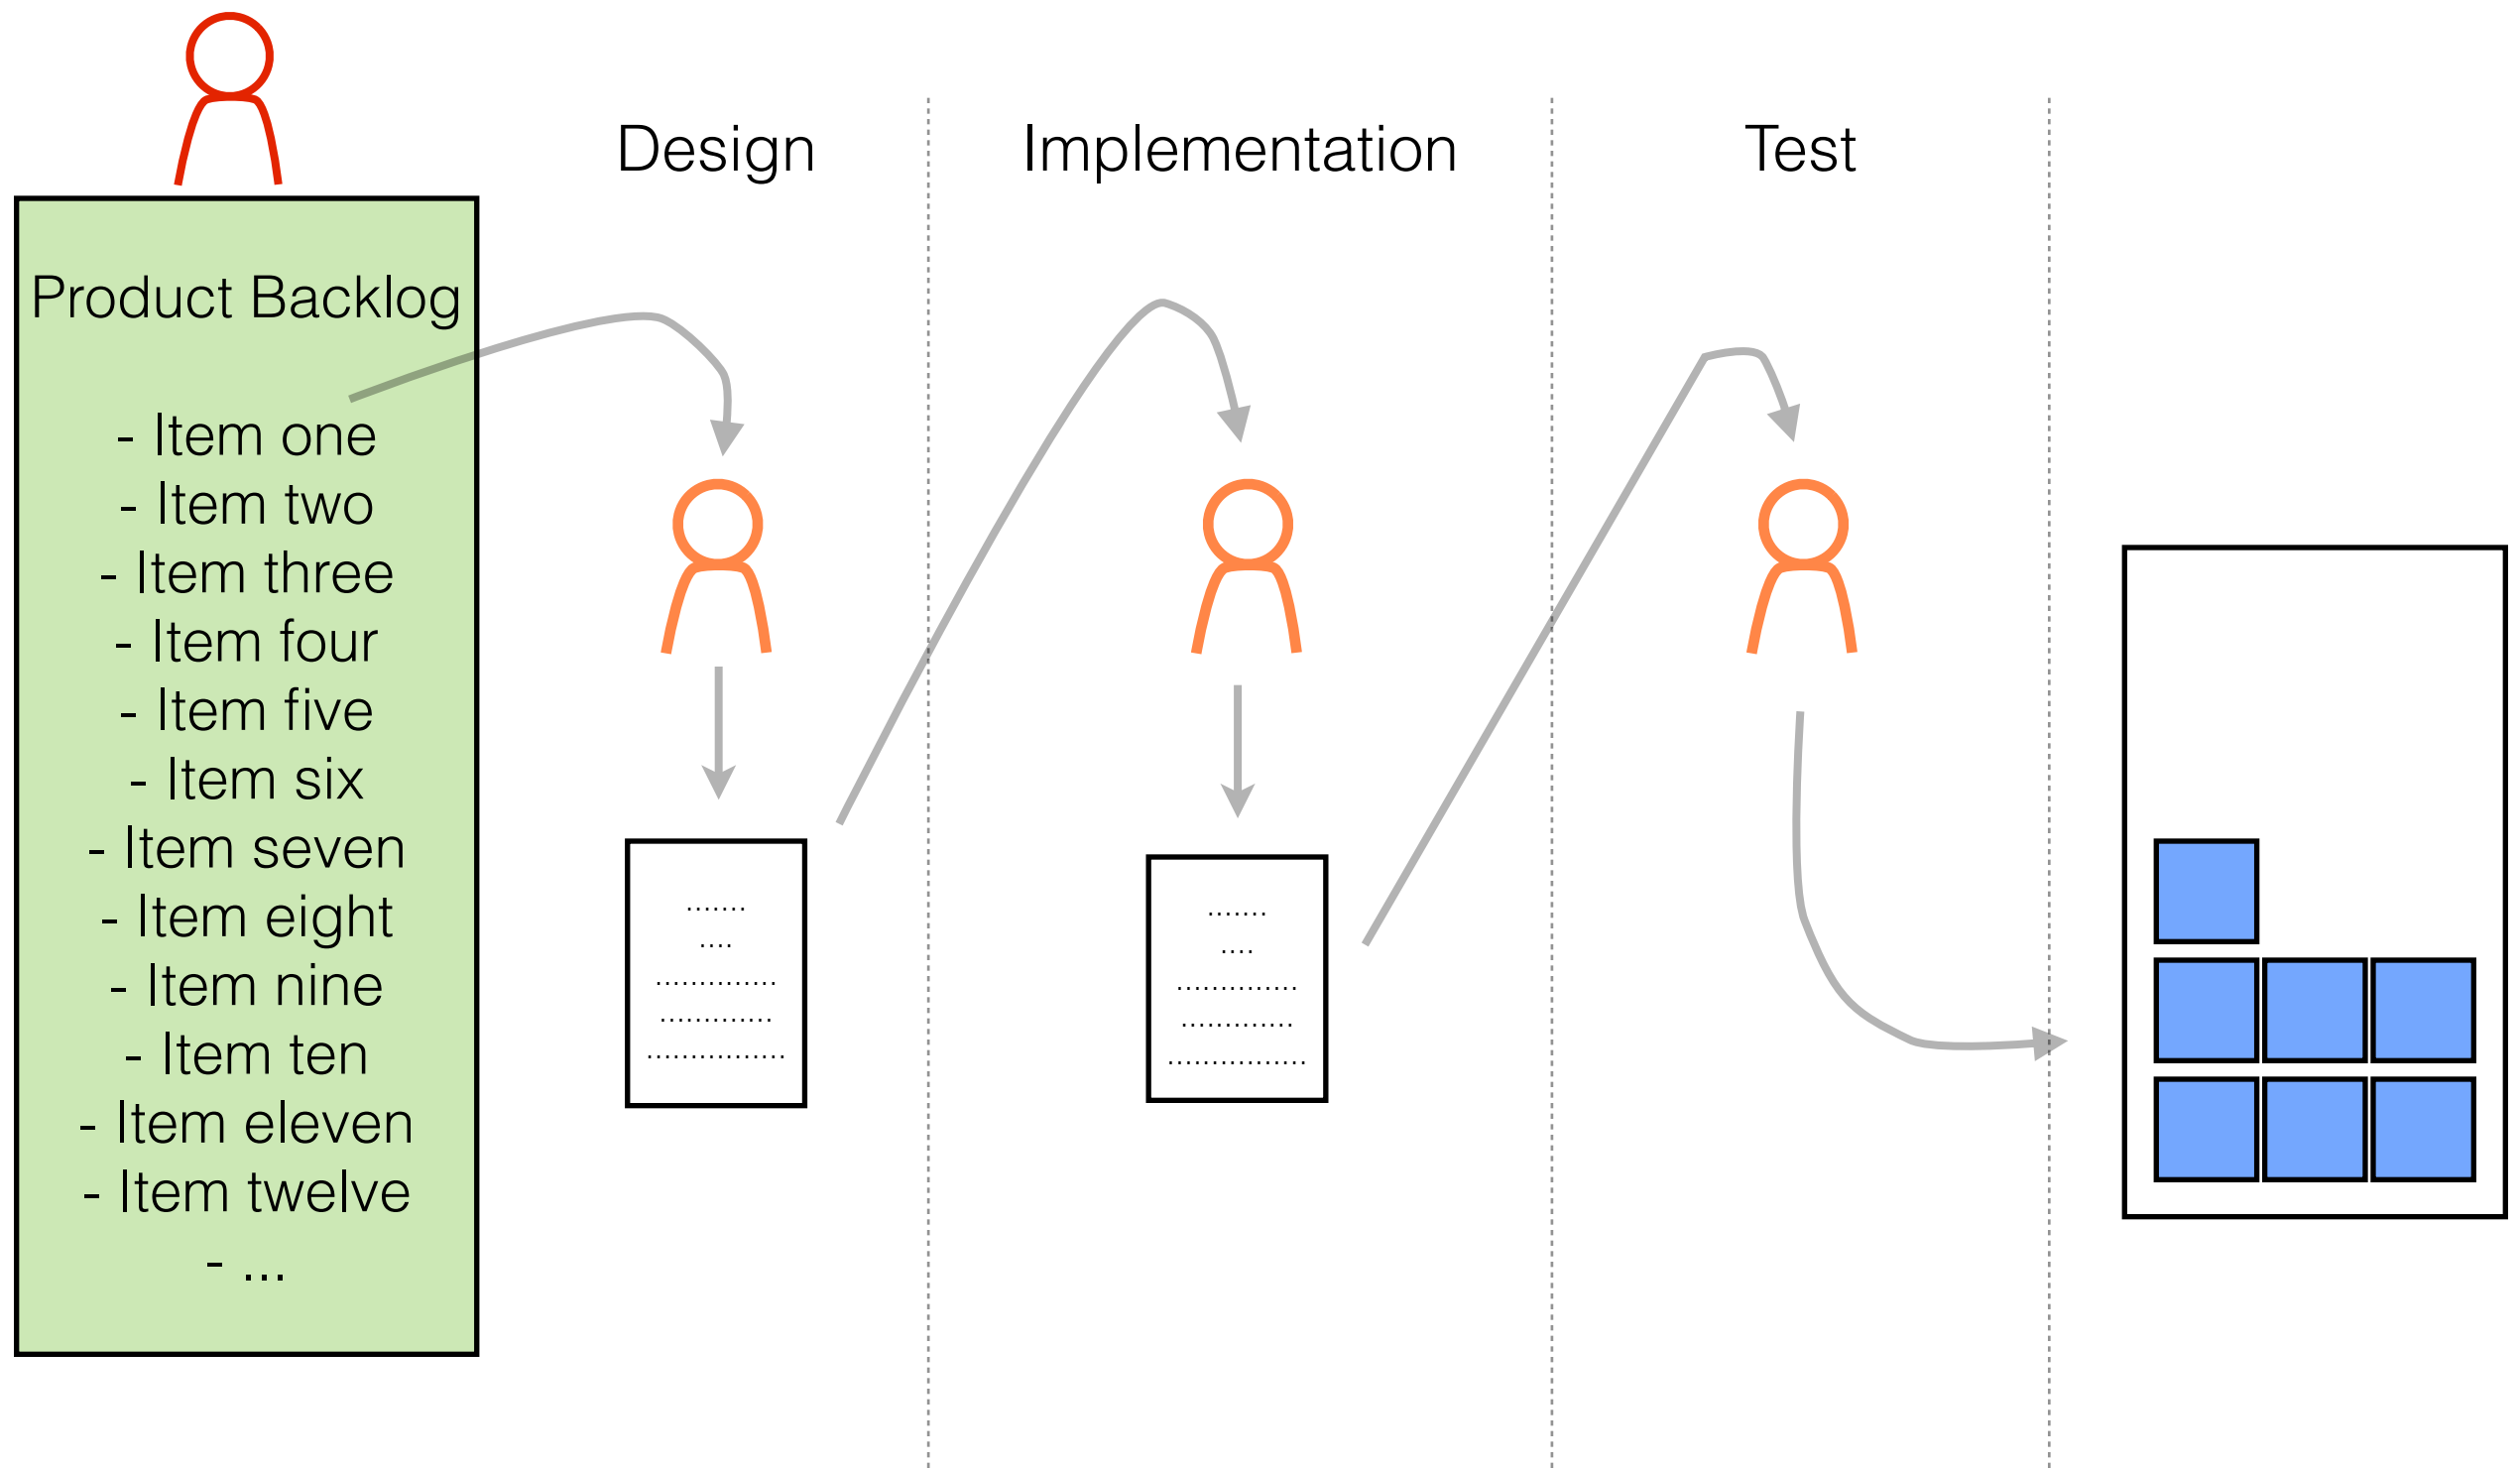 Design
Implementation
Test
Product Backlog
- Item one
- Item two
- Item three
- Item four
- Item five
- Item six
- Item seven
- Item eight
- Item nine
- Item ten
- Item eleven
- Item twelve
- ...
.......
....
..............
.............
................
.......
....
..............
.............
................